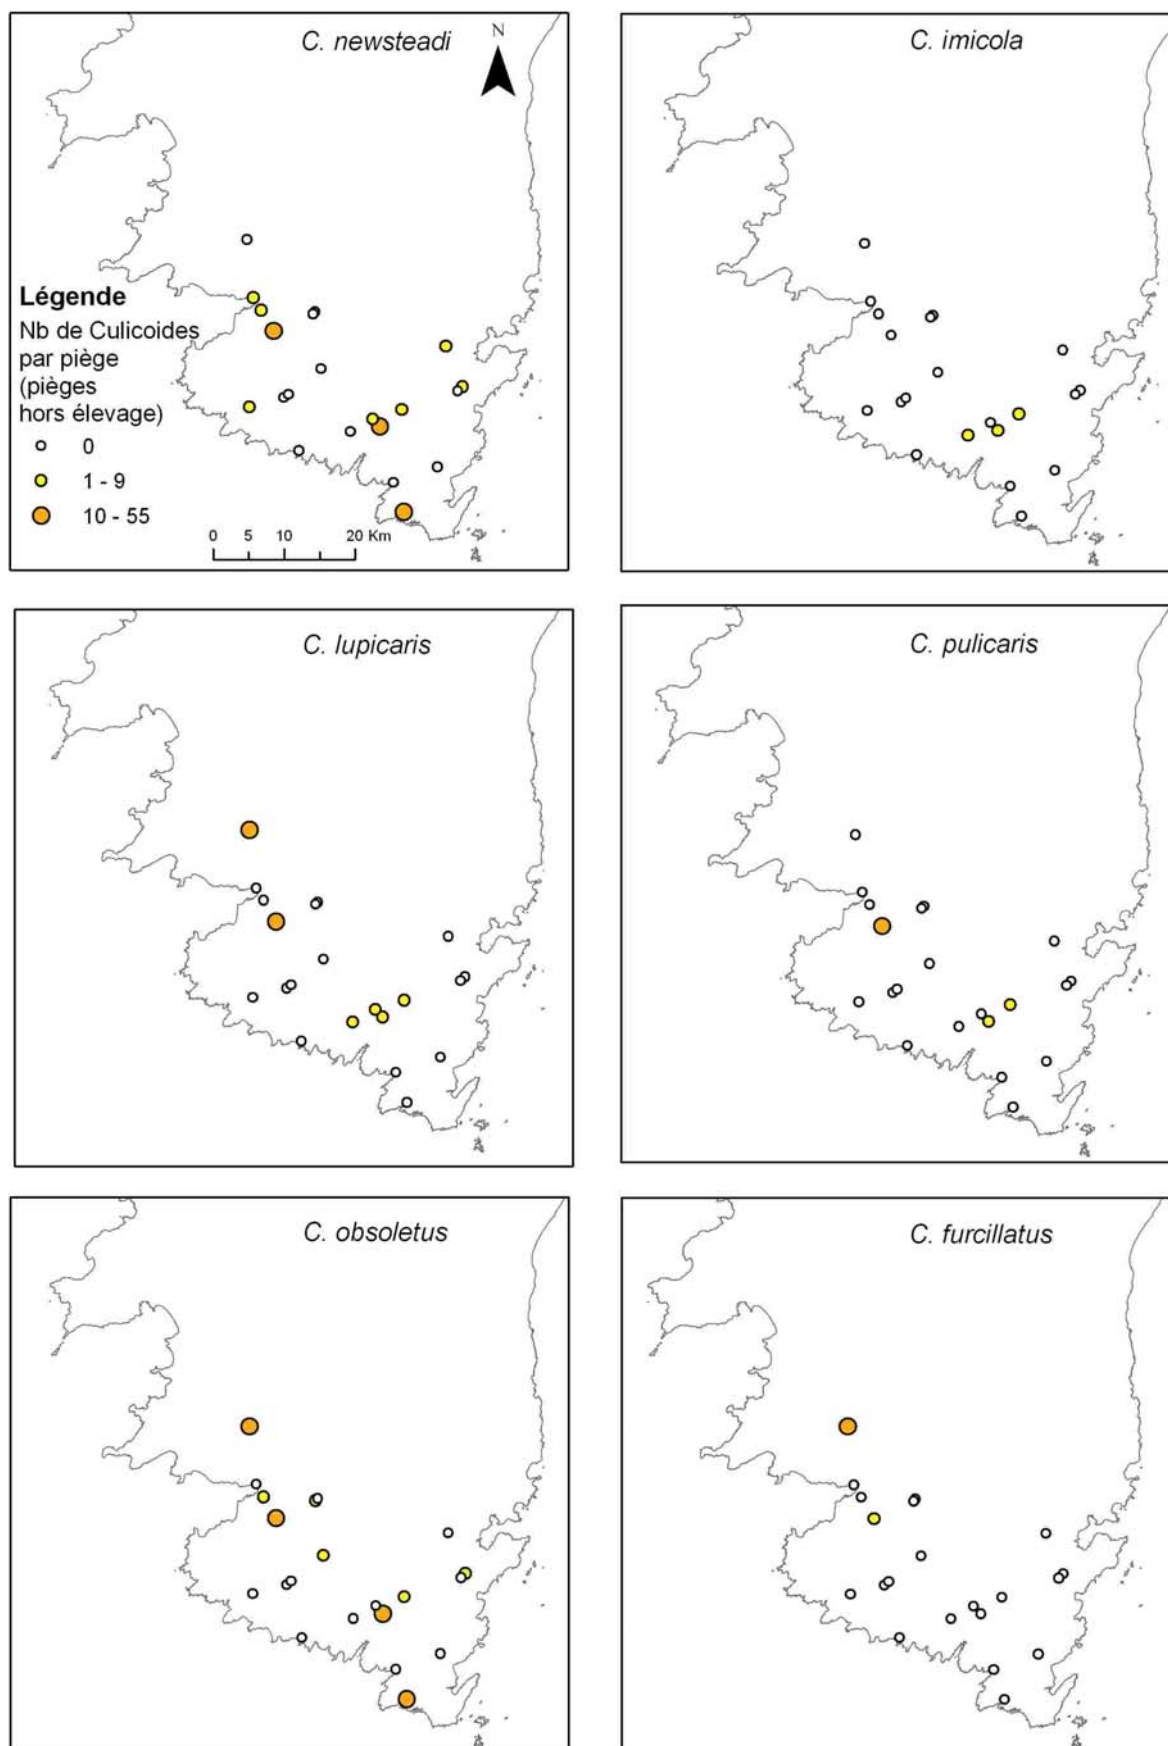 C. newsteadi
N
C. imicola
Légende
Nb de Culicoides
par piège
(pièges
hors élevage)
0
1 - 9
10 - 55
0 5 10 20 Km
C. lupicaris
C. pulicaris
C. obsoletus
C. furcillatus